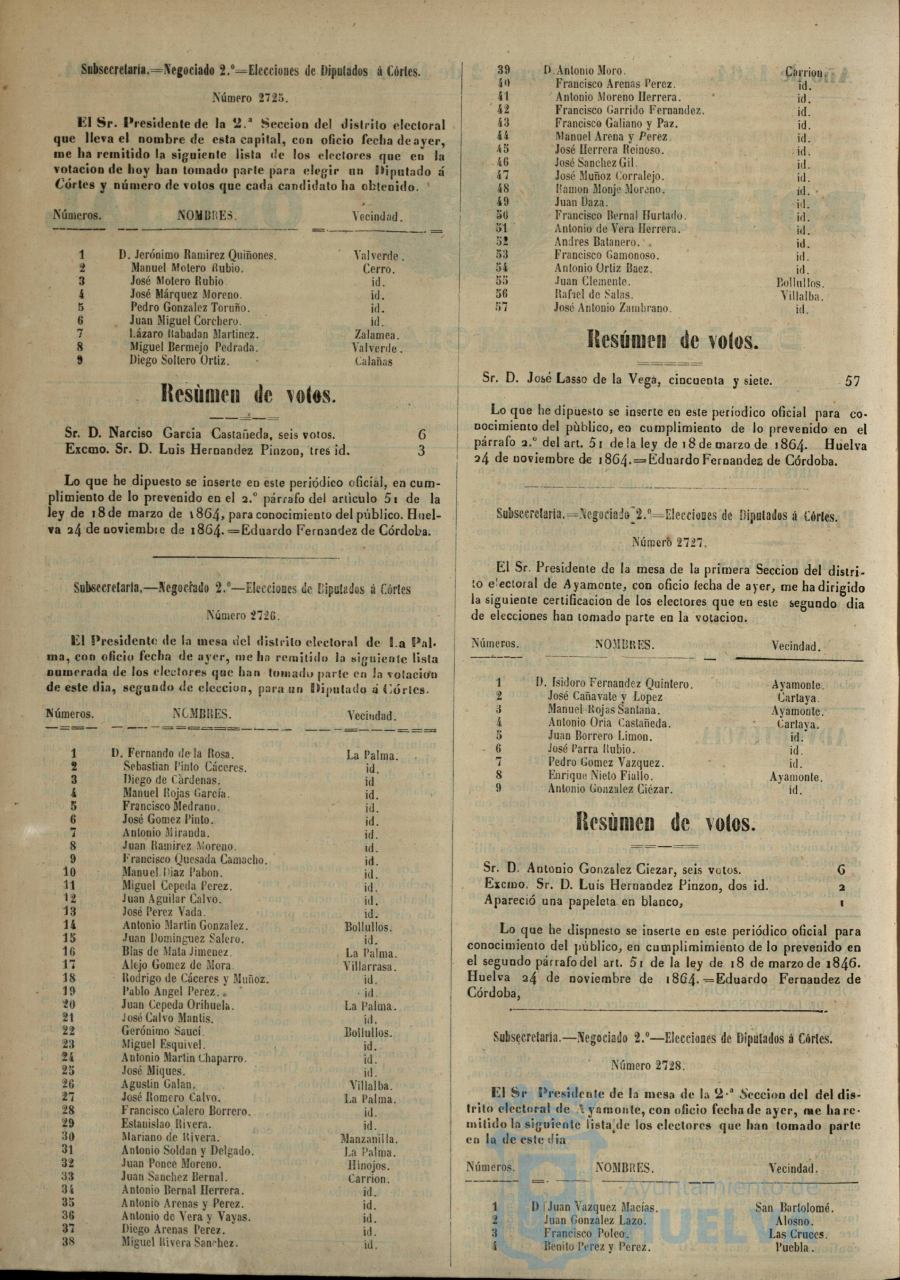 Subsecretaria.=Negociado 2.º=Elecciones de Diputados á Córtes.
Número 2725.
El Sr. Presidente de la 2.ª Seccion del distrito electoral
que lleva el nombre de esta capital, con oficio fecha de ayer,
me ha remitido la siguiente lista de los electores que en la
votacion de hoy han tomado parte para elegir un Diputado á
Córtes y número de votos que cada candidato ha obtenido.
Números. NOMBRES. Vecindad.
1 D. Jerónimo Ramirez Quiñones. Valverde.
2 Manuel Motero Rubio. Cerro.
3 José Motero Rubio id.
4 José Márquez Moreno. id.
5 Pedro Gonzalez Toruño. id.
6 Juan Miguel Corchero. id.
7 Lázaro Rabadan Martinez. Zalamea.
8 Miguel Bermejo Pedrada. Valverde.
9 Diego Soltero Ortiz. Calañas
Resùmen de votos.
Sr. D. Narciso Garcia Castañeda, seis votos. 6
Excmo. Sr. D. Luis Hernandez Pinzon, tres id. 3
Lo que he dipuesto se inserte en este periódico oficial, en cum-
plimiento de lo prevenido en el 2.º párrafo del artìculo 51 de la
ley de 18 de marzo de 1864, para conocimiento del público. Huel-
va 24 de noviembre de 1864.=Eduardo Fernandez de Córdoba.
Subsecretaria.—Negociado 2.º—Elecciones de Diputados á Córtes
Número 2726.
El Presidente de la mesa del distrito electoral de La Pal-
ma, con oficio fecha de ayer, me ha remitido la siguiente lista
numerada de los electores que han tomado parte en la votacion
de este dia, segundo de eleccion, para un Diputado á Córtes.
Números. NOMBRES. Vecindad.
1 D. Fernando de la Rosa. La Palma.
2 Sebastian Pinto Cáceres. id.
3 Diego de Càrdenas. id
4 Manuel Rojas García. id.
5 Francisco Medrano. id.
6 José Gomez Pinto. id.
7 Antonio Miranda. id.
8 Juan Ramirez Moreno. id.
9 Francisco Quesada Camacho. id.
10 Manuel Diaz Pabon. id.
11 Miguel Cepeda Perez. id.
12 Juan Aguilar Calvo. id.
13 José Perez Vada. id.
14 Antonio Martin Gonzalez. Bollullos.
15 Juan Dominguez Salero. id.
16 Blas de Mata Jimenez. La Palma.
17 Alejo Gomez de Mora. Villarrasa.
18 Rodrigo de Cáceres y Muñoz. id.
19 Pablo Angel Perez. id.
20 Juan Cepeda Orihuela. La Palma.
21 José Calvo Mantis. id.
22 Gerónimo Sauci. Bollullos.
23 Miguel Esquivel. id.
24 Antonio Martin Chaparro. id.
25 José Miques. id.
26 Agustin Galan. Villalba.
27 José Romero Calvo. La Palma.
28 Francisco Calero Borrero. id.
29 Estanislao Rivera. id.
30 Mariano de Rivera. Manzanilla.
31 Antonio Soldan y Delgado. La Palma.
32 Juan Ponce Moreno. Hinojos.
33 Juan Sanchez Bernal. Carrion.
34 Antonio Bernal Herrera. id.
35 Antonio Arenas y Perez. id.
36 Antonio de Vera y Vayas. id.
37 Diego Arenas Perez. id.
38 Miguel Rivera Sanchez. id.
39 D. Antonio Moro. Carrion
40 Francisco Arenas Perez. id.
41 Antonio Moreno Herrera. id.
42 Francisco Garrido Fernandez. id.
43 Francisco Galiano y Paz. id.
44 Manuel Arena y Perez id.
45 José Herrera Reinoso. id.
46 José Sanchez Gil. id.
47 José Muñoz Corralejo. id.
48 Ramon Monje Moreno. id.
49 Juan Daza. id.
50 Francisco Bernal Hurtado. id.
51 Antonio de Vera Herrera. id.
52 Andres Batanero. id.
53 Francisco Gamonoso. id.
54 Antonio Ortiz Baez. id.
55 Juan Clemente. Bollullos.
56 Rafael de Salas. Villalba.
57 José Antonio Zambrano. id.
Resúmen de votos.
Sr. D. José Lasso de la Vega, cincuenta y siete. 57
Lo que he dipuesto se inserte en este periodico oficial para co-
nocimiento del pùblico, en cumplimiento de lo prevenido en el
párrafo 2.º del art. 51 de la ley de 18 de marzo de 1864. Huelva
24 de noviembre de 1864.=Eduardo Fernandez de Córdoba.
Subsecretaria.=Negociado 2.º=Elecciones de Diputados á Córtes.
Número 2727.
El Sr. Presidente de la mesa de la primera Seccion del distri-
to electoral de Ayamonte, con oficio fecha de ayer, me ha dirigido
la siguiente certificacion de los electores que en este segundo dia
de elecciones han tomado parte en la votacion.
Números. NOMBRES. Vecindad.
1 D. Isidoro Fernandez Quintero. Ayamonte.
2 José Cañavate y Lopez Cartaya.
3 Manuel Rojas Santana. Ayamonte.
4 Antonio Oria Castañeda. Cartaya.
5 Juan Borrero Limon. id.
6 José Parra Rubio. id.
7 Pedro Gomez Vazquez. id.
8 Enrique Nieto Fiallo. Ayamonte.
9 Antonio Gonzalez Ciézar. id.
Resùmen de votos.
Sr. D. Antonio Gonzalez Ciezar, seis votos. 6
Excmo. Sr. D. Luis Hernandez Pinzon, dos id. 2
Apareció una papeleta en blanco, 1
Lo que he dispnesto se inserte en este periódico oficial para
conocimiento del público, en cumplimimiento de lo prevenido en
el segundo párrafo del art. 51 de la ley de 18 de marzo de 1846.
Huelva 24 de noviembre de 1864.=Eduardo Fernandez de
Córdoba,
Subsecretaria.—Negociado 2.º—Elecciones de Diputados á Córtes.
Número 2728.
El Sr Presidente de la mesa de la 2.ª Seccion del del dis-
trito electoral de Ayamonte, con oficio fecha de ayer, me ha re-
mitido la siguiente lista de los electores que han tomado parte
en la de este dia
Números. NOMBRES. Vecindad.
1 D Juan Vazquez Macías. San Bartolomé.
2 Juan Gonzalez Lazo. Alosno.
3 Francisco Poleo. Las Cruces.
4 Benito Perez y Perez. Puebla.
Ayuntamiento de
HUELVA